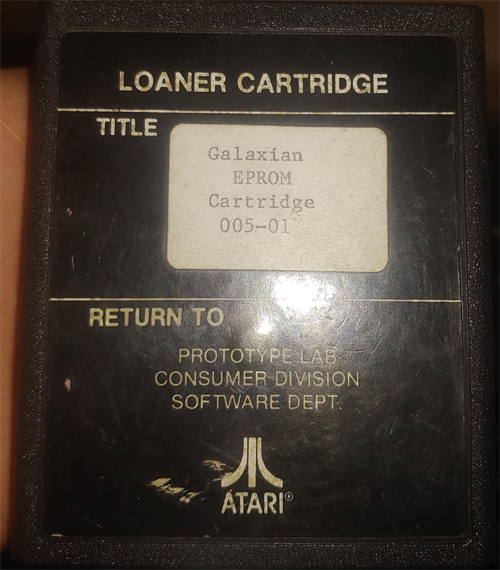 LOANER CARTRIDGE
TITLE
Galaxian
EPROM
Cartridge
005-01
RETURN TO
PROTOTYPE LAB
CONSUMER DIVISION
SOFTWARE DEPT.
ATARI®